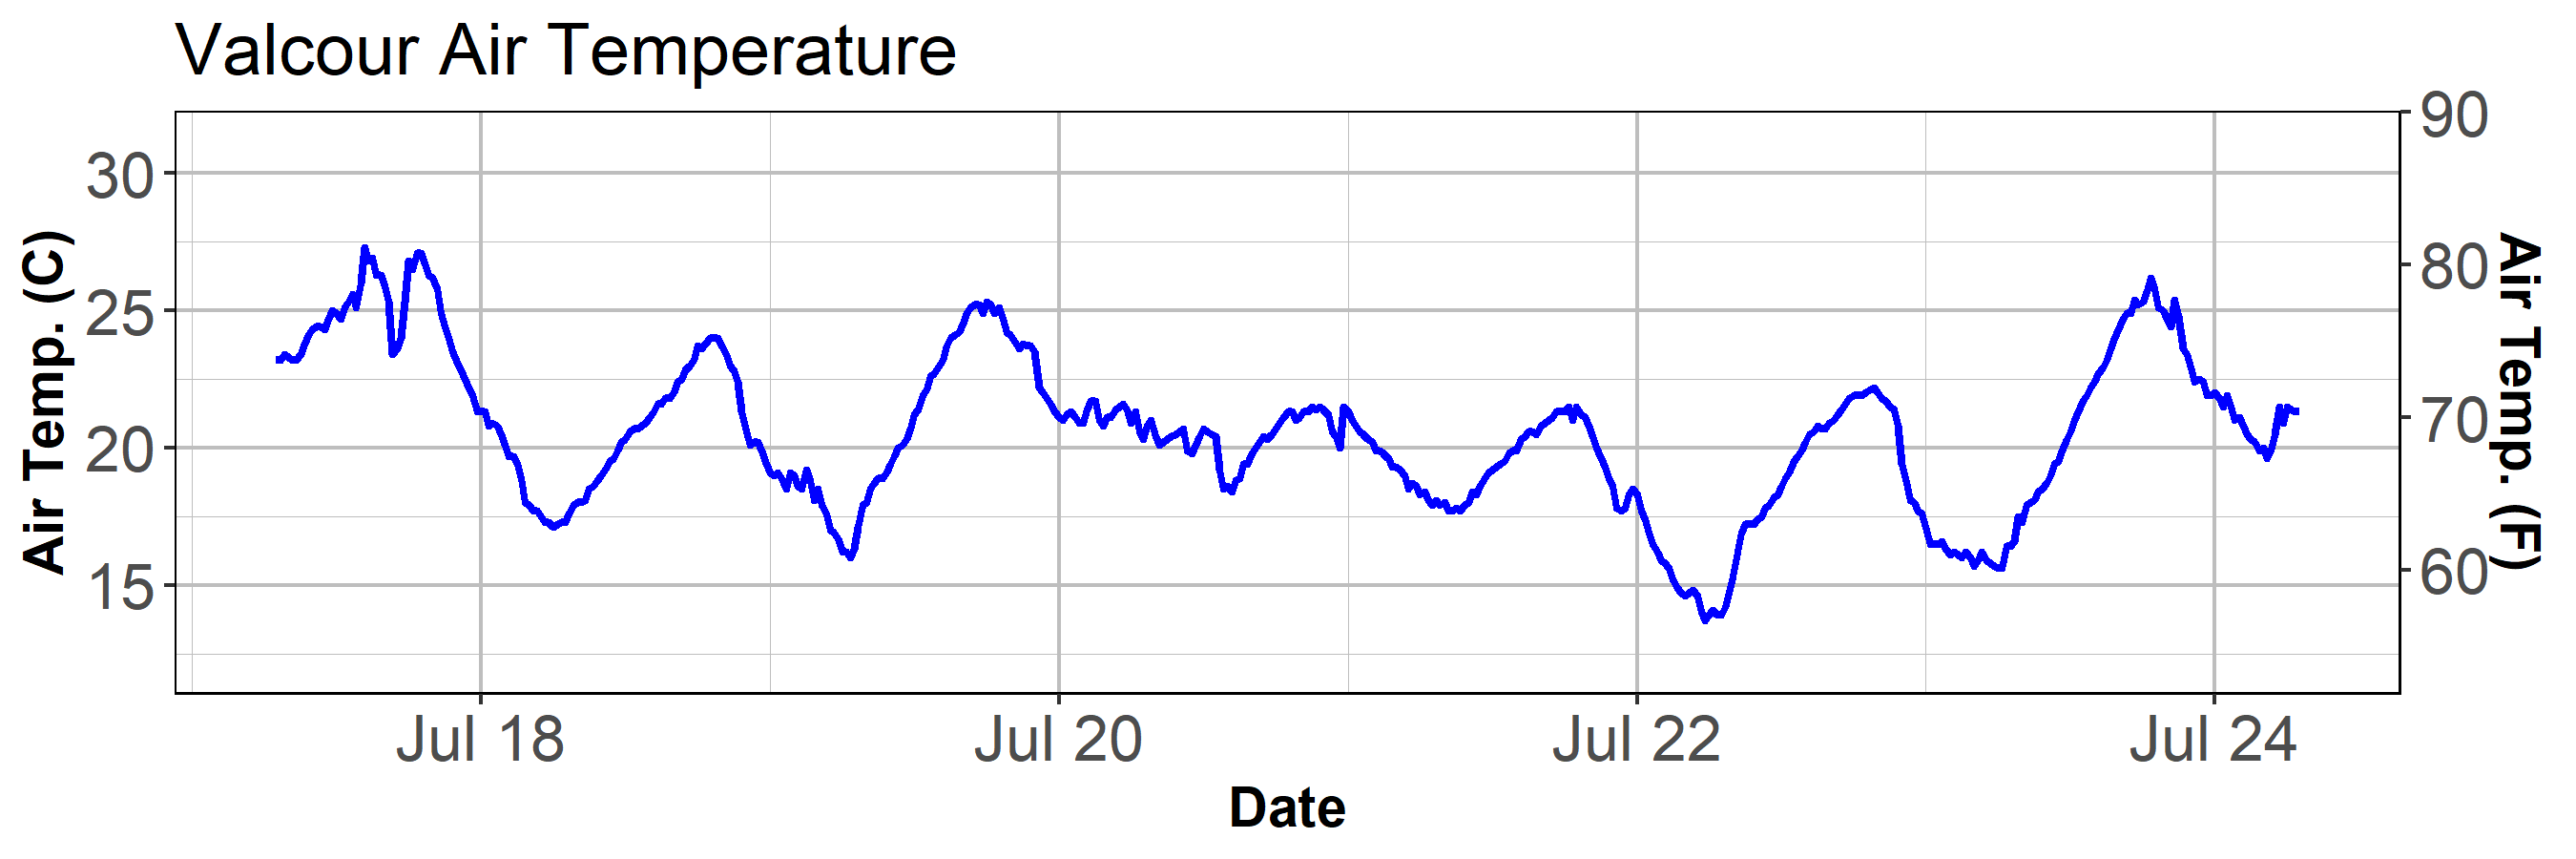 Valcour Air Temperature
Air Temp. (C)
30
25
20
15
90
80
70
60
Air Temp. (F)
Jul 18 Jul 20 Jul 22 Jul 24
Date